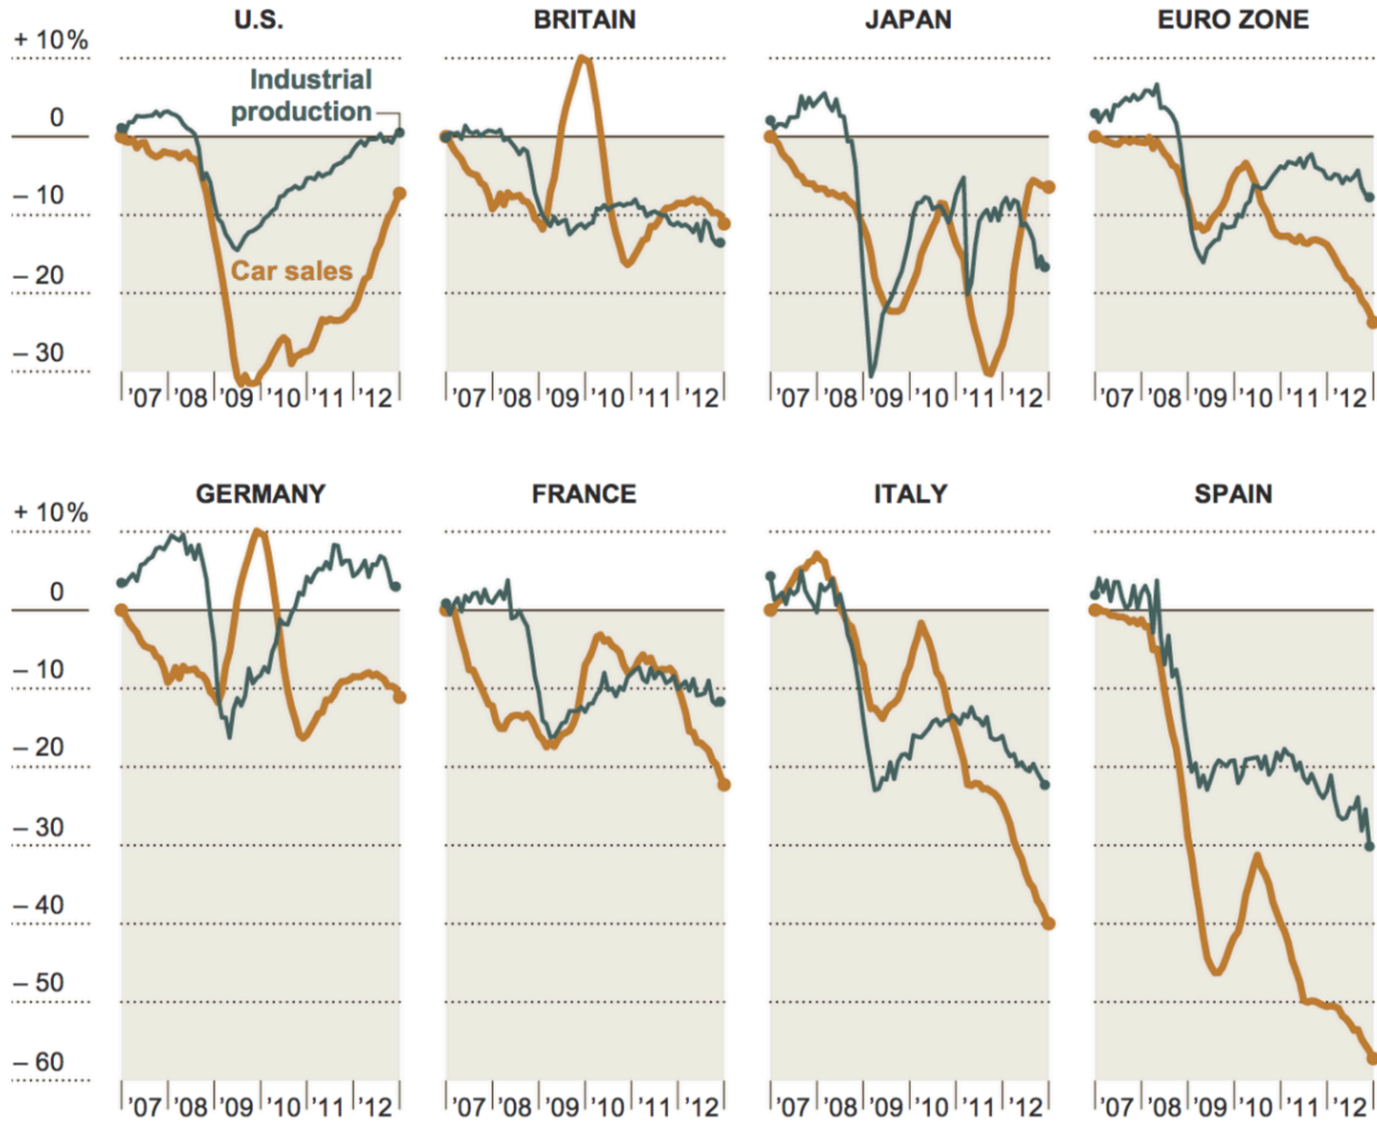 U.S. BRITAIN JAPAN EURO ZONE
+ 10%
Industrial
production
0
– 10
Car sales
– 20
– 30
'07 '08 '09 '10 '11 '12 '07 '08 '09 '10 '11 '12 '07 '08 '09 '10 '11 '12 '07 '08 '09 '10 '11 '12
GERMANY FRANCE ITALY SPAIN
+ 10%
0
– 10
– 20
– 30
– 40
– 50
– 60
'07 '08 '09 '10 '11 '12 '07 '08 '09 '10 '11 '12 '07 '08 '09 '10 '11 '12 '07 '08 '09 '10 '11 '12